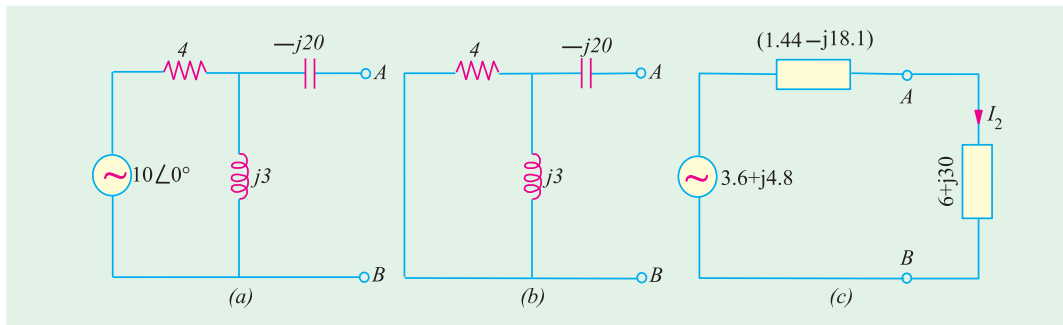 4
—j20
A
10∠0°
j3
B
(a)
4
—j20
A
j3
B
(b)
(1.44 –j18.1)
A
I2
3.6+j4.8
6+j30
B
(c)